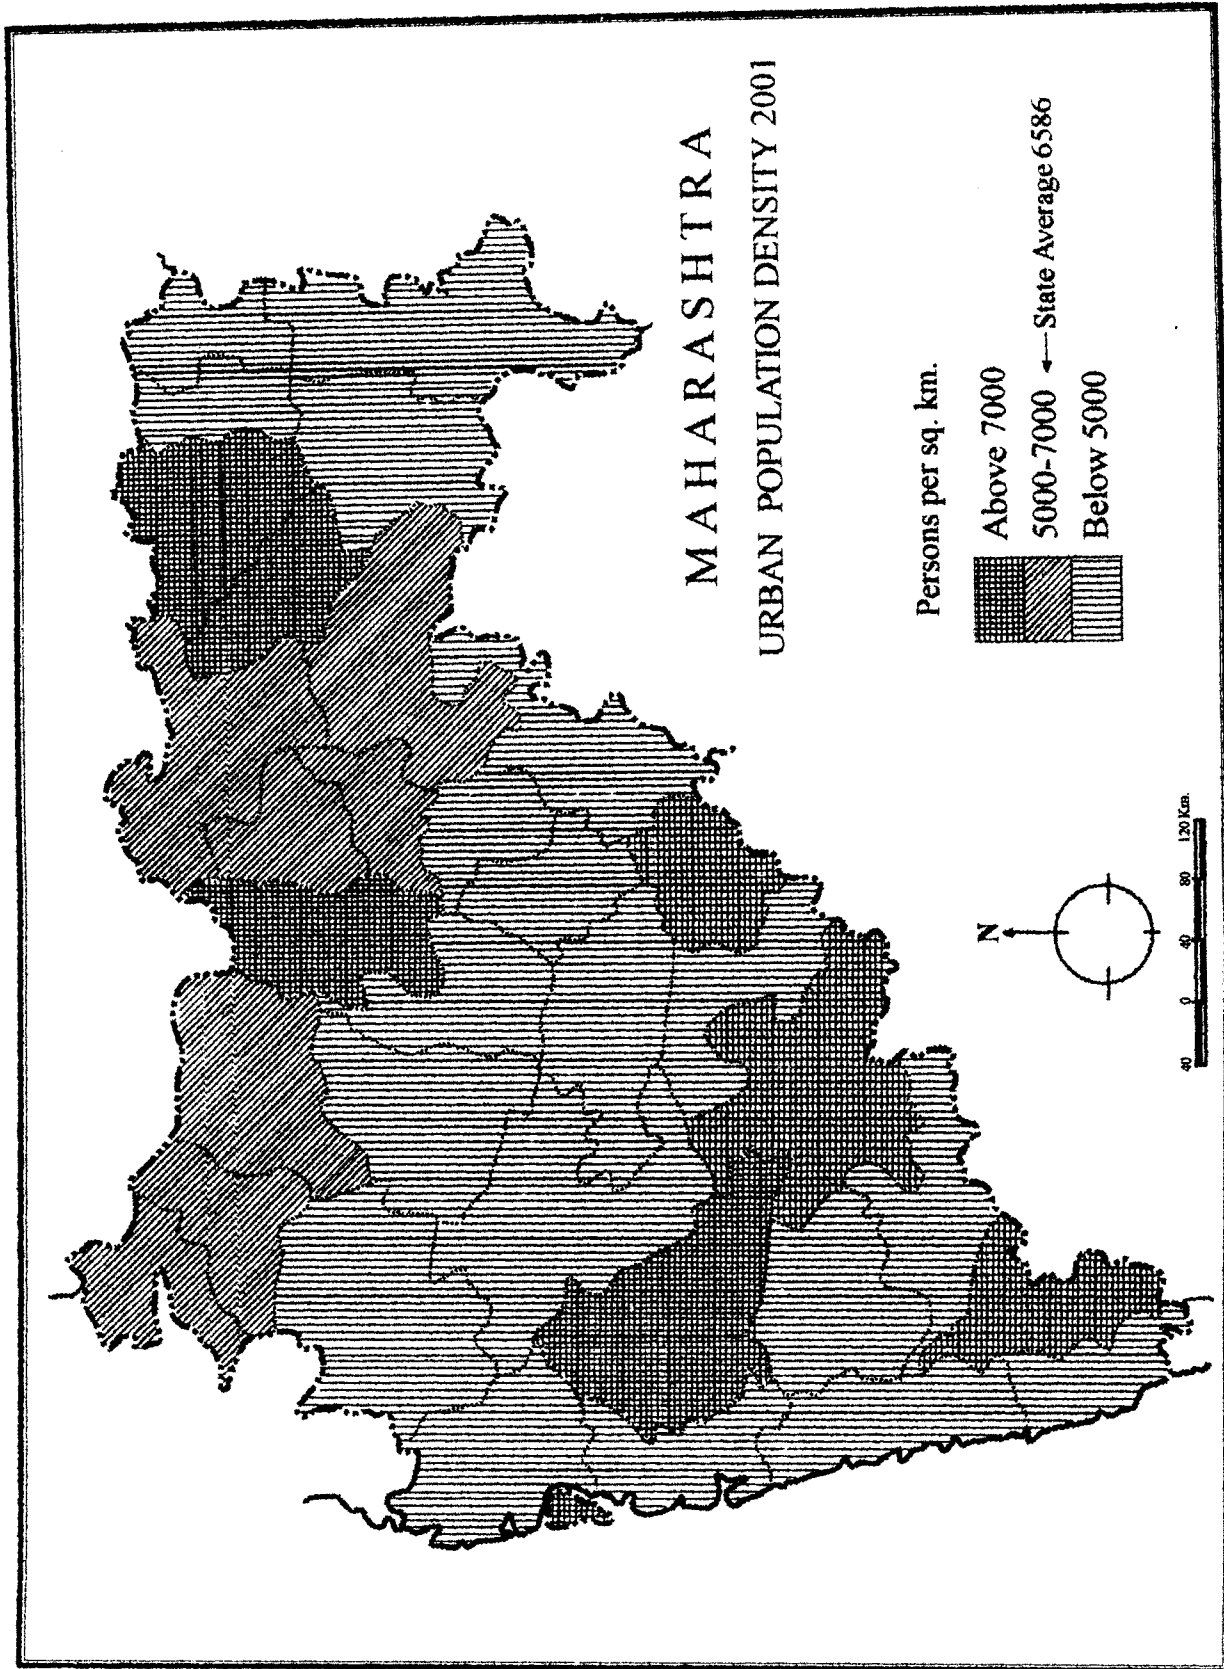 MAHARASHTRA
URBAN POPULATION DENSITY 2001
Persons per sq. km.
Above 7000
5000-7000 ← State Average 6586
Below 5000
N
40 0 40 80 120 Km.